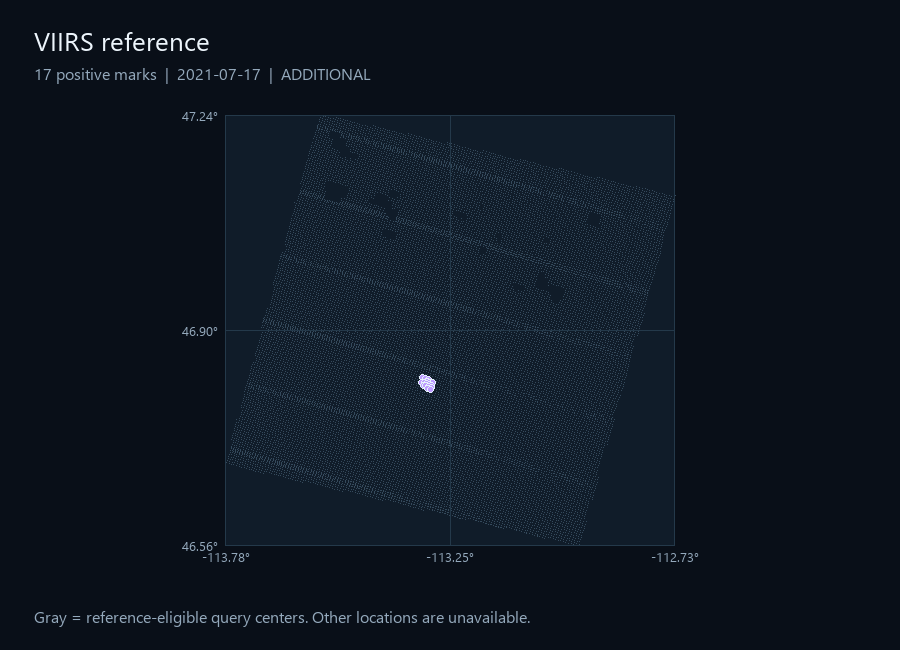 VIIRS reference
17 positive marks | 2021-07-17 | ADDITIONAL
47.24°
46.90°
46.56°
-113.78° -113.25° -112.73°
Gray = reference-eligible query centers. Other locations are unavailable.